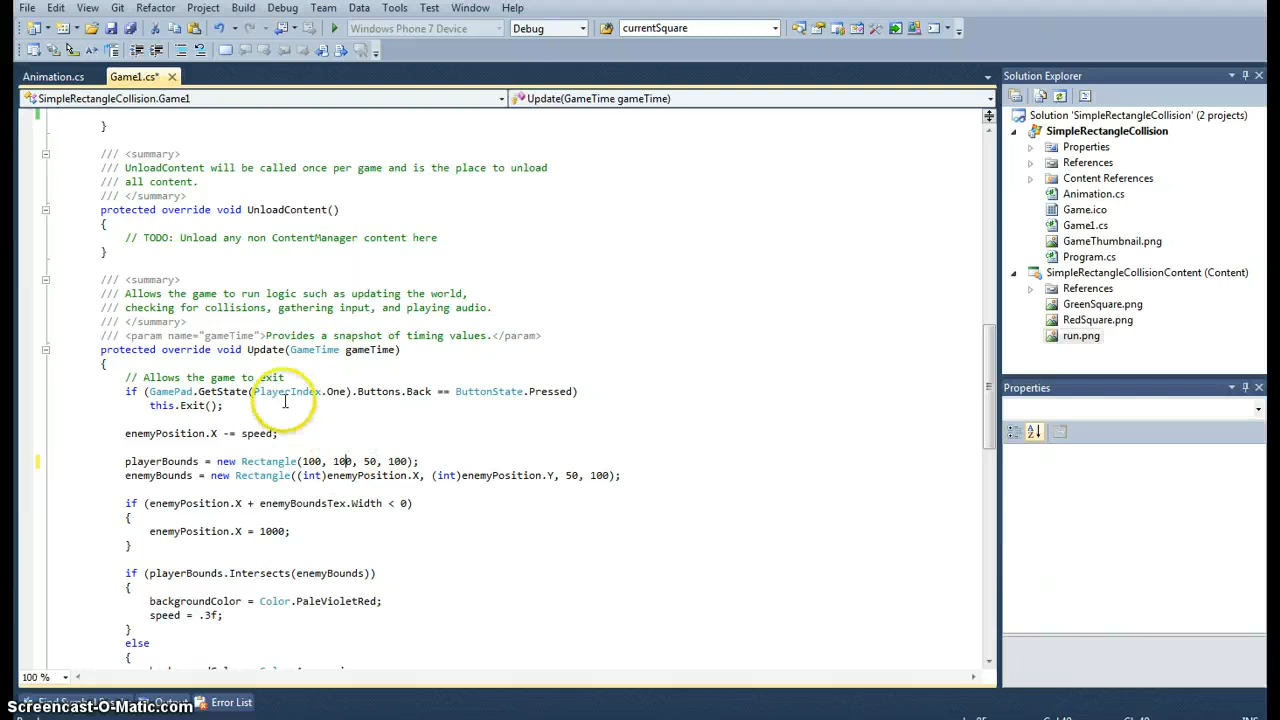 File Edit View Git Refactor Project Build Debug Team Data Tools Test Window Help
Windows Phone 7 Device Debug currentSquare
Animation.cs Game1.cs*
SimpleRectangleCollision.Game1 Update(GameTime gameTime)
}
/// <summary>
/// UnloadContent will be called once per game and is the place to unload
/// all content.
/// </summary>
protected override void UnloadContent()
{
// TODO: Unload any non ContentManager content here
}
/// <summary>
/// Allows the game to run logic such as updating the world,
/// checking for collisions, gathering input, and playing audio.
/// </summary>
/// <param name="gameTime">Provides a snapshot of timing values.</param>
protected override void Update(GameTime gameTime)
{
// Allows the game to exit
if (GamePad.GetState(PlayerIndex.One).Buttons.Back == ButtonState.Pressed)
this.Exit();
enemyPosition.X -= speed;
playerBounds = new Rectangle(100, 100, 50, 100);
enemyBounds = new Rectangle((int)enemyPosition.X, (int)enemyPosition.Y, 50, 100);
if (enemyPosition.X + enemyBoundsTex.Width < 0)
{
enemyPosition.X = 1000;
}
if (playerBounds.Intersects(enemyBounds))
{
backgroundColor = Color.PaleVioletRed;
speed = .3f;
}
else
{
100 %
Error List
Screencast-O-Matic.com
Solution Explorer
Solution 'SimpleRectangleCollision' (2 projects)
SimpleRectangleCollision
Properties
References
Content References
Animation.cs
Game.ico
Game1.cs
GameThumbnail.png
Program.cs
SimpleRectangleCollisionContent (Content)
References
GreenSquare.png
RedSquare.png
run.png
Properties